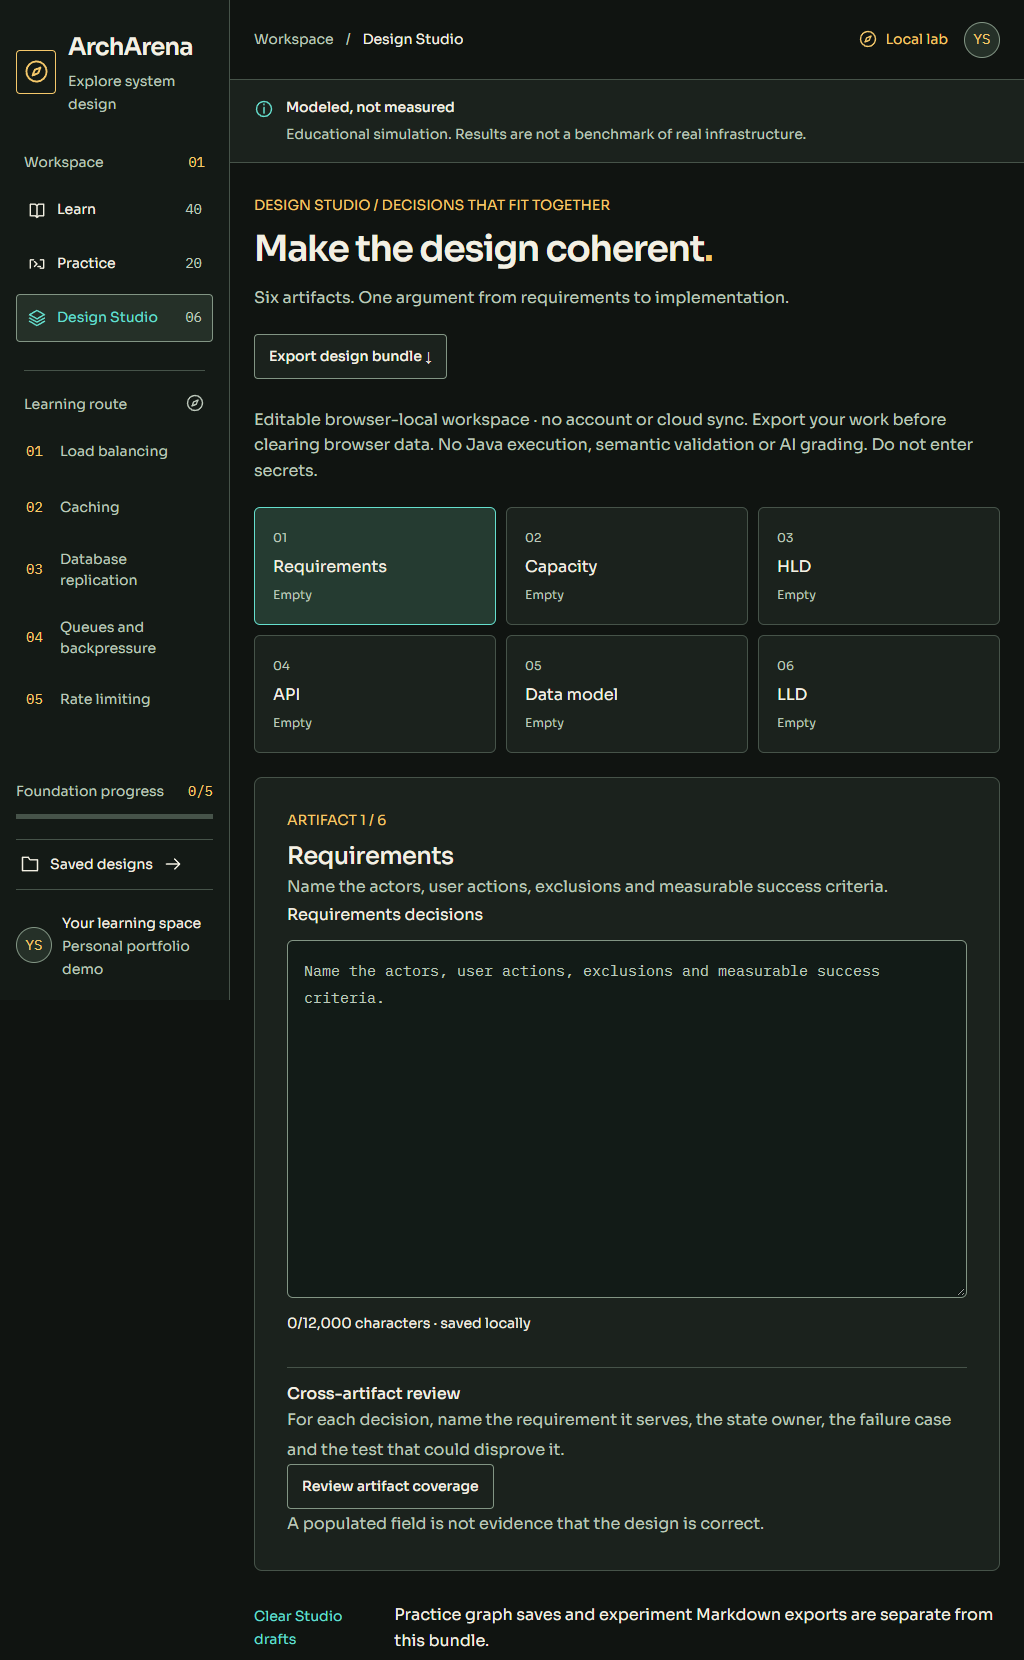 ArchArena
Explore system
design
Workspace 01
Learn 40
Practice 20
Design Studio 06
Learning route
01 Load balancing
02 Caching
03 Database
replication
04 Queues and
backpressure
05 Rate limiting
Foundation progress 0/5
Saved designs →
YS Your learning space
Personal portfolio
demo
Workspace / Design Studio
Local lab YS
Modeled, not measured
Educational simulation. Results are not a benchmark of real infrastructure.
DESIGN STUDIO / DECISIONS THAT FIT TOGETHER
Make the design coherent.
Six artifacts. One argument from requirements to implementation.
Export design bundle ↓
Editable browser-local workspace · no account or cloud sync. Export your work before
clearing browser data. No Java execution, semantic validation or AI grading. Do not enter
secrets.
01
Requirements
Empty
02
Capacity
Empty
03
HLD
Empty
04
API
Empty
05
Data model
Empty
06
LLD
Empty
ARTIFACT 1 / 6
Requirements
Name the actors, user actions, exclusions and measurable success criteria.
Requirements decisions
Name the actors, user actions, exclusions and measurable success
criteria.
0/12,000 characters · saved locally
Cross-artifact review
For each decision, name the requirement it serves, the state owner, the failure case
and the test that could disprove it.
Review artifact coverage
A populated field is not evidence that the design is correct.
Clear Studio
drafts
Practice graph saves and experiment Markdown exports are separate from
this bundle.